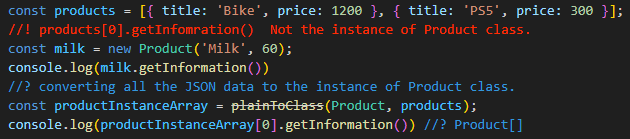 const products = [{ title: 'Bike', price: 1200 }, { title: 'PS5', price: 300 }];
//! products[0].getInfomration()  Not the instance of Product class.
const milk = new Product('Milk', 60);
console.log(milk.getInformation())
//? converting all the JSON data to the instance of Product class.
const productInstanceArray = plainToClass(Product, products);
console.log(productInstanceArray[0].getInformation()) //? Product[]